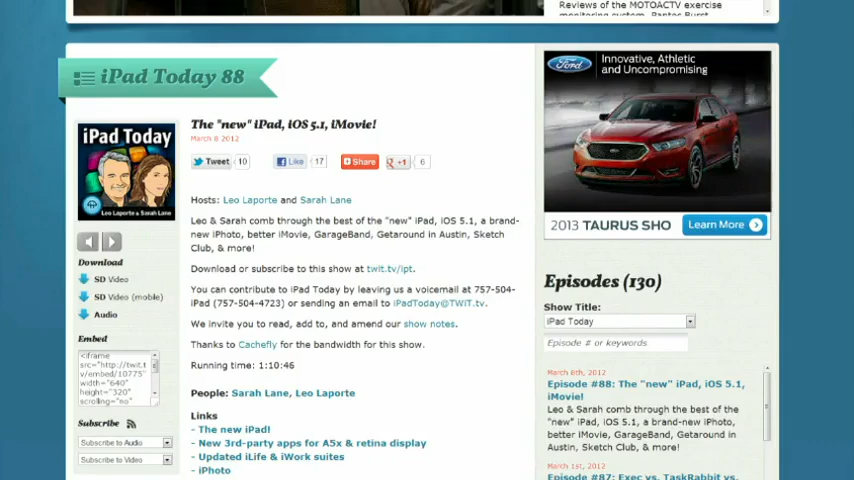 Reviews of the MOTOACTV exercise
iPad Today 88
The "new" iPad, iOS 5.1, iMovie!
March 8 2012
Tweet 10
Like 17
Share
+1 6
iPad Today
Leo Laporte & Sarah Lane
Hosts: Leo Laporte and Sarah Lane
Leo & Sarah comb through the best of the "new" iPad, iOS 5.1, a brand-
new iPhoto, better iMovie, GarageBand, Getaround in Austin, Sketch
Club, & more!
Download or subscribe to this show at twit.tv/ipt.
You can contribute to iPad Today by leaving us a voicemail at 757-504-
iPad (757-504-4723) or sending an email to iPadToday@TWiT.tv.
We invite you to read, add to, and amend our show notes.
Thanks to Cachefly for the bandwidth for this show.
Running time: 1:10:46
People: Sarah Lane, Leo Laporte
Links
- The new iPad!
- New 3rd-party apps for A5x & retina display
- Updated iLife & iWork suites
- iPhoto
Download
SD Video
SD Video (mobile)
Audio
Embed
<iframe
src="http://twit.t
v/embed/10775"
width="640"
height="320"
scrolling="no"
Subscribe
Subscribe to Audio
Subscribe to Video
Ford
Innovative, Athletic
and Uncompromising
2013 TAURUS SHO
Learn More
Episodes (130)
Show Title:
iPad Today
Episode # or keywords
March 8th, 2012
Episode #88: The "new" iPad, iOS 5.1,
iMovie!
Leo & Sarah comb through the best of the
"new" iPad, iOS 5.1, a brand-new iPhoto,
better iMovie, GarageBand, Getaround in
Austin, Sketch Club, & more!
March 1st, 2012
Episode #87: Exec vs. TaskRabbit vs.